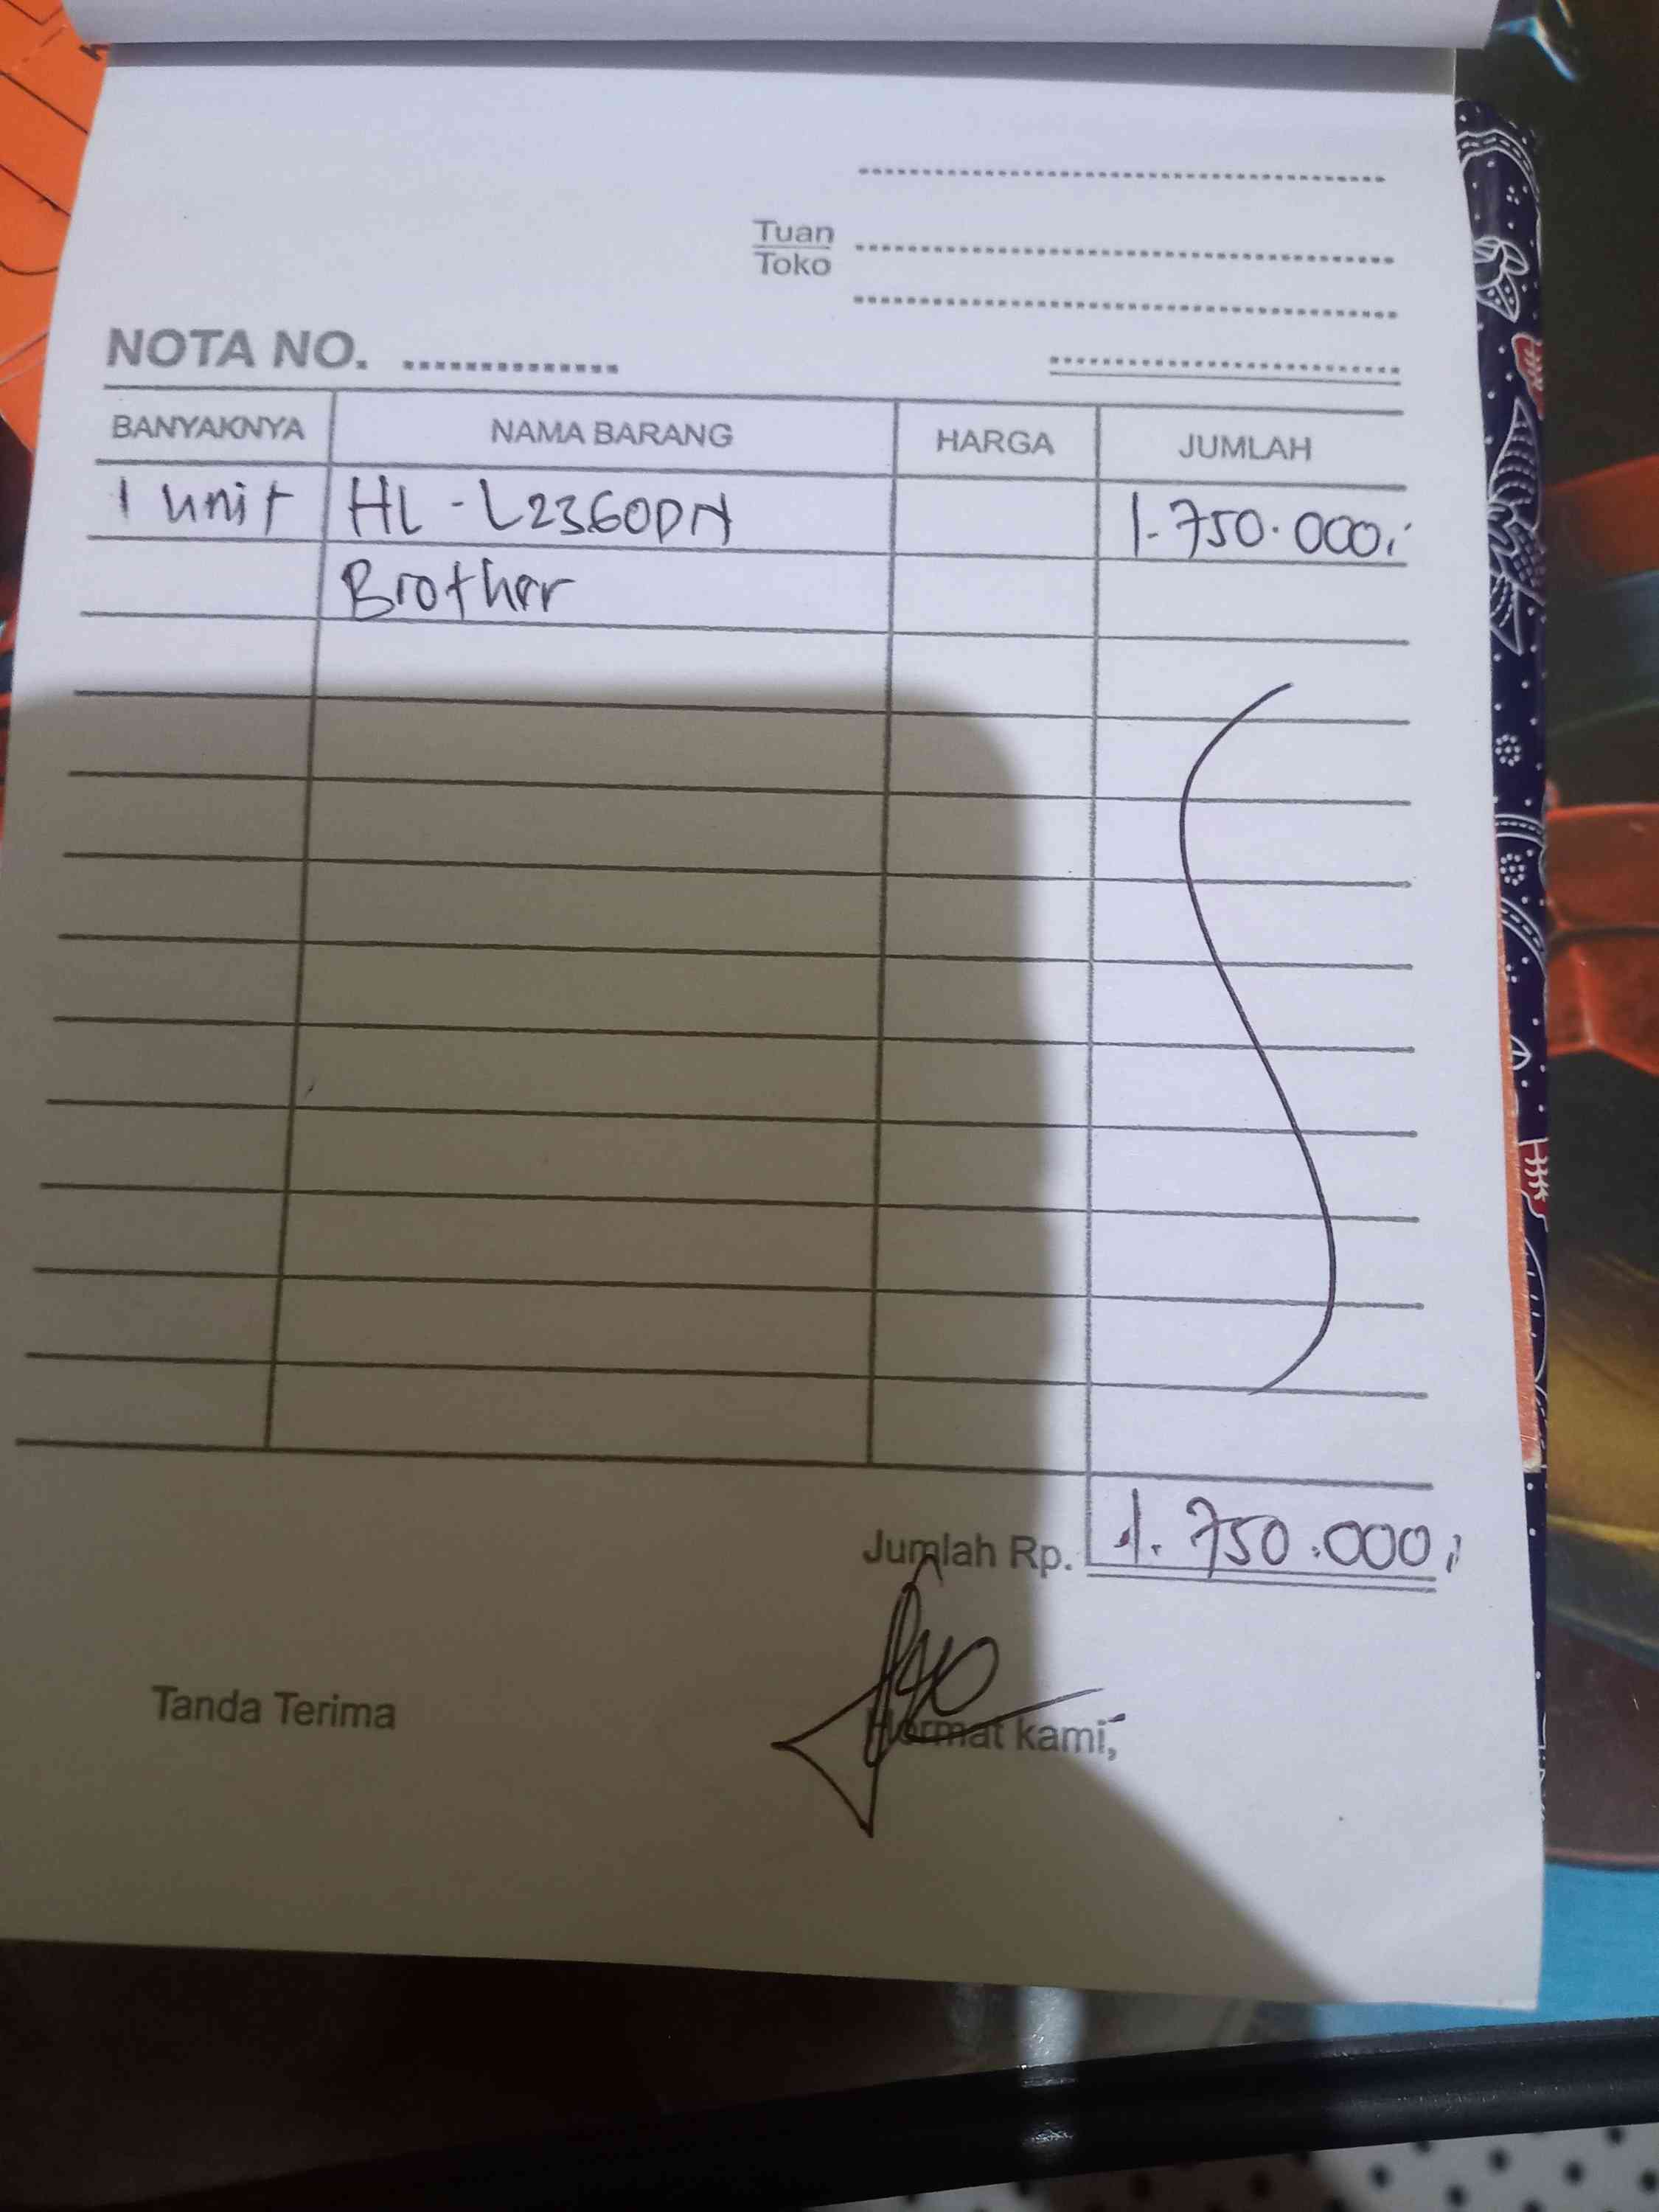 Tuan
Toko
NOTA NO. ..............
BANYAKNYA NAMA BARANG HARGA JUMLAH
1 unit HL - L2360DN 1.750.000,-
Brother
Jumlah Rp. 1.750.000,-
Tanda Terima Hormat kami,